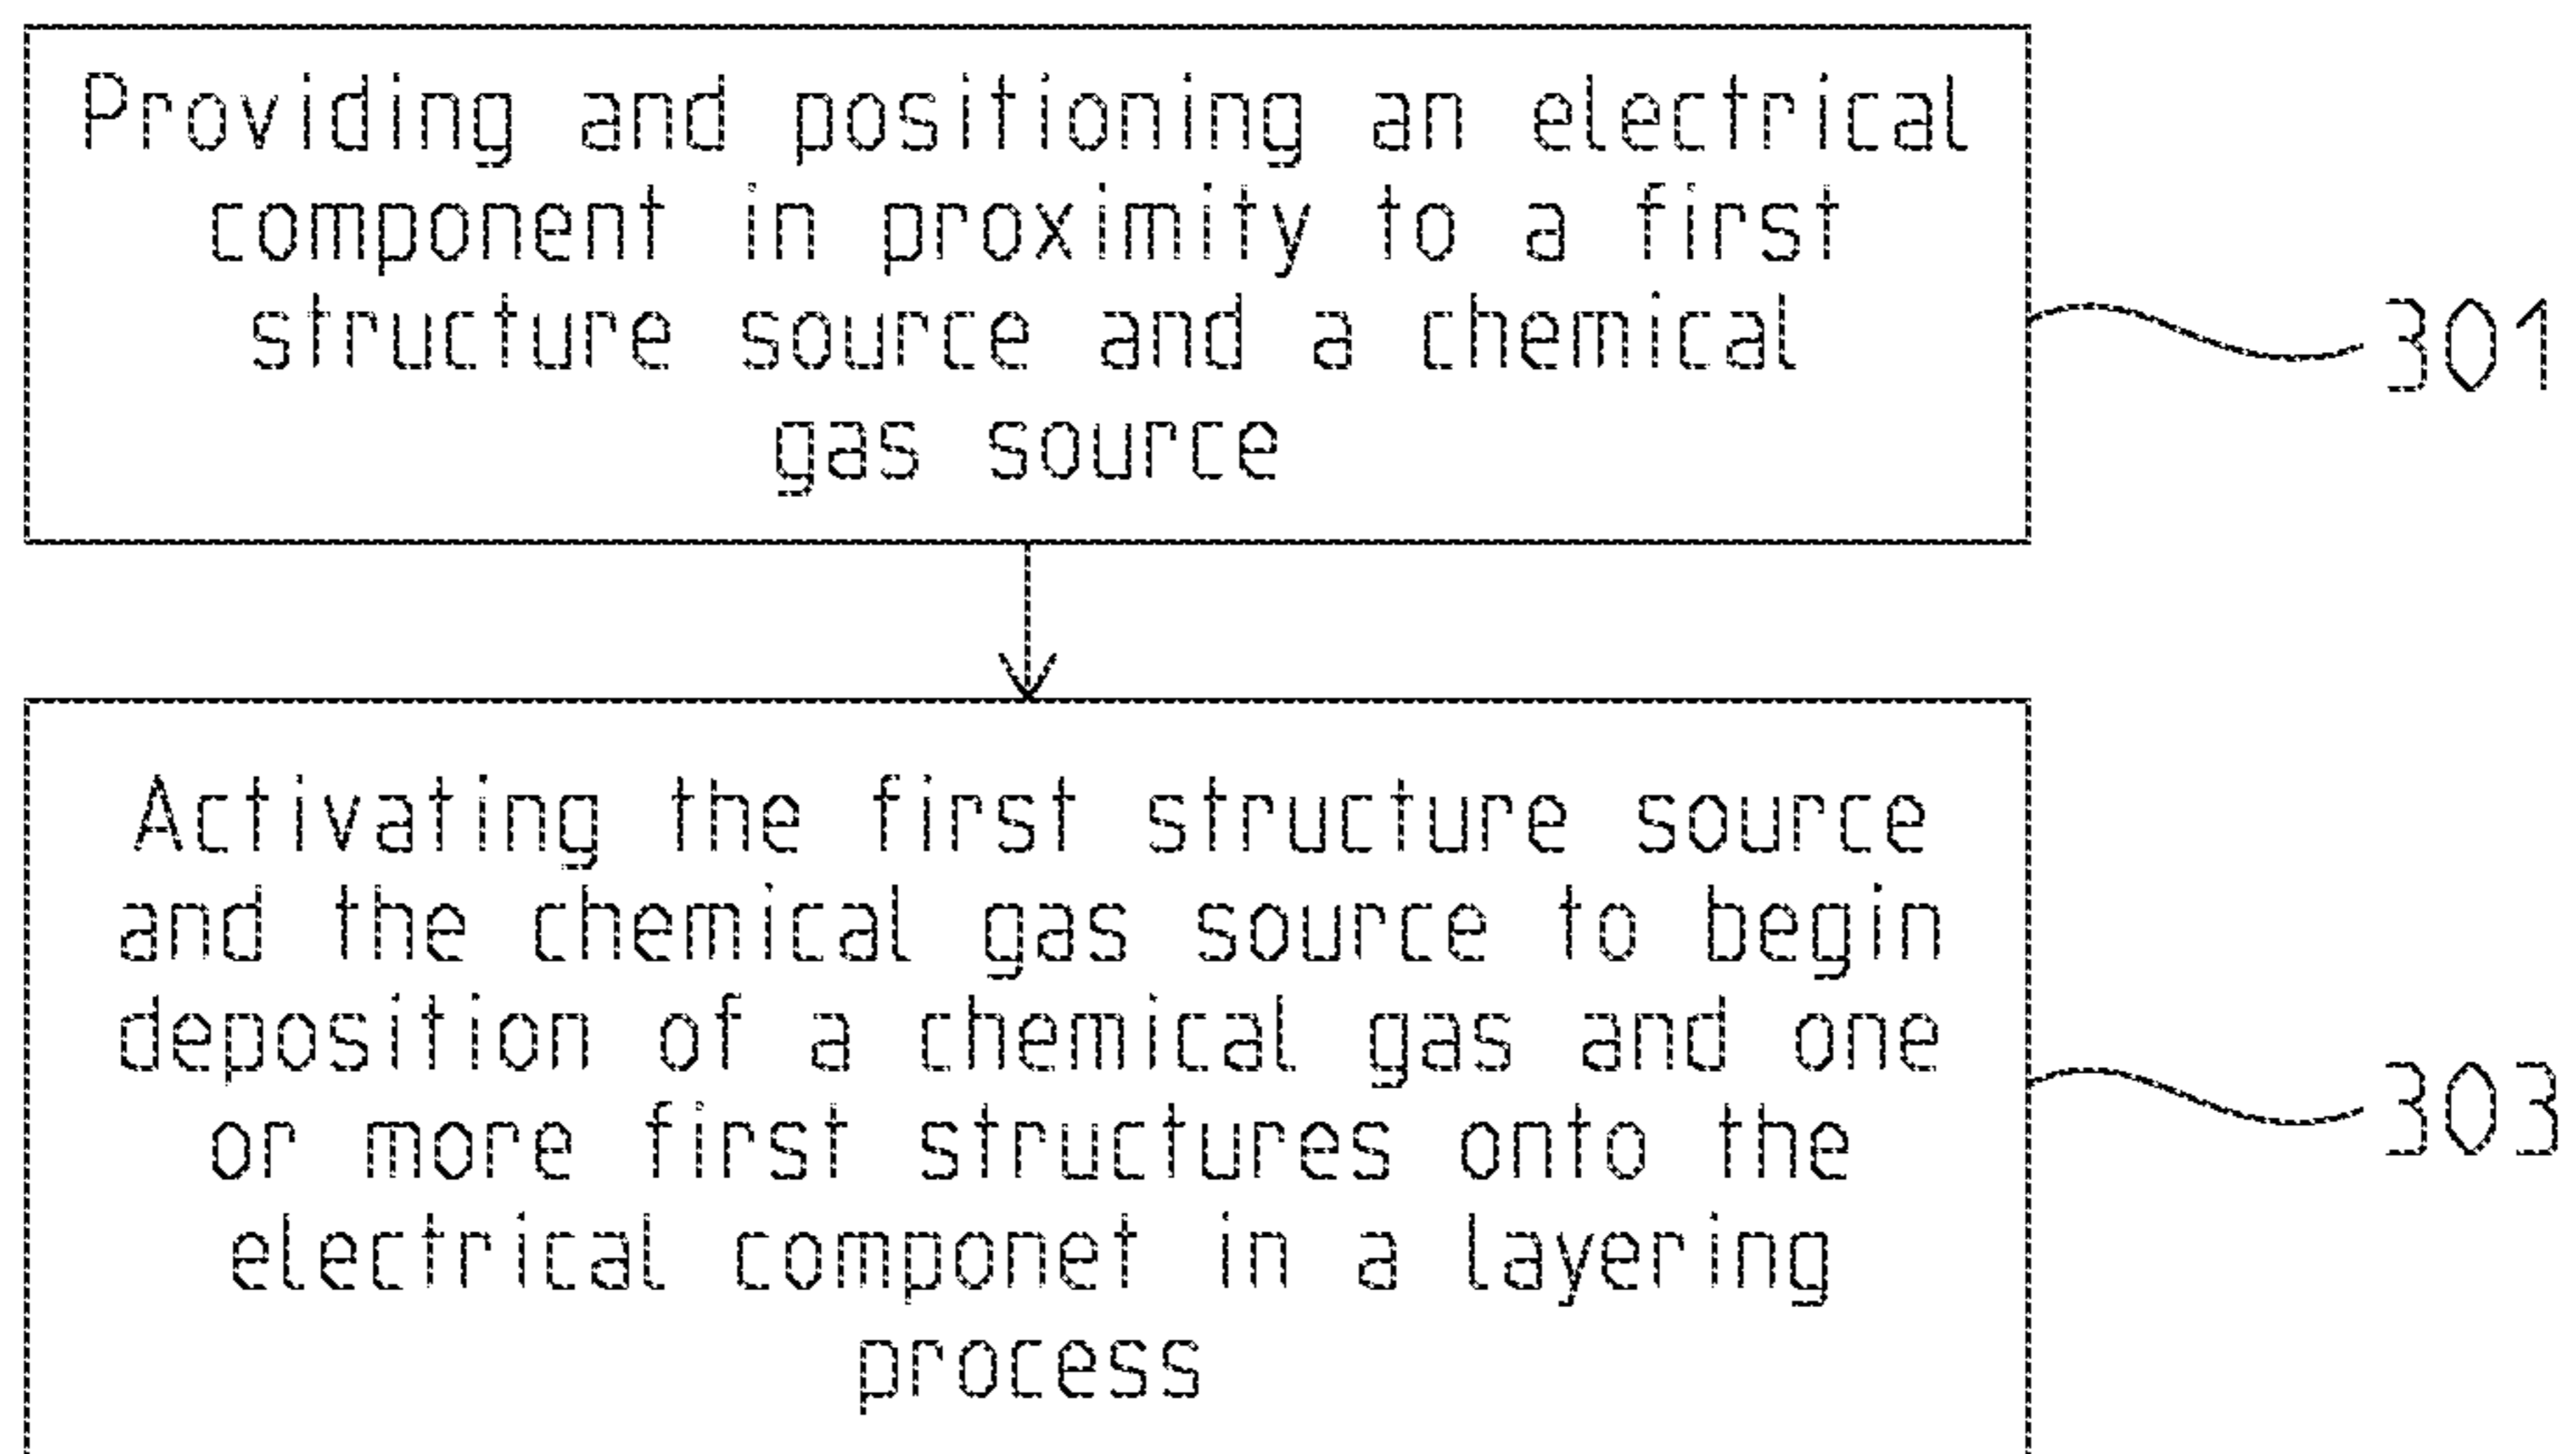 Providing and positioning an electrical
component in proximity to a first
structure source and a chemical
gas source
301
Activating the first structure source
and the chemical gas source to begin
deposition of a chemical gas and one
or more first structures onto the
electrical componet in a layering
process
303